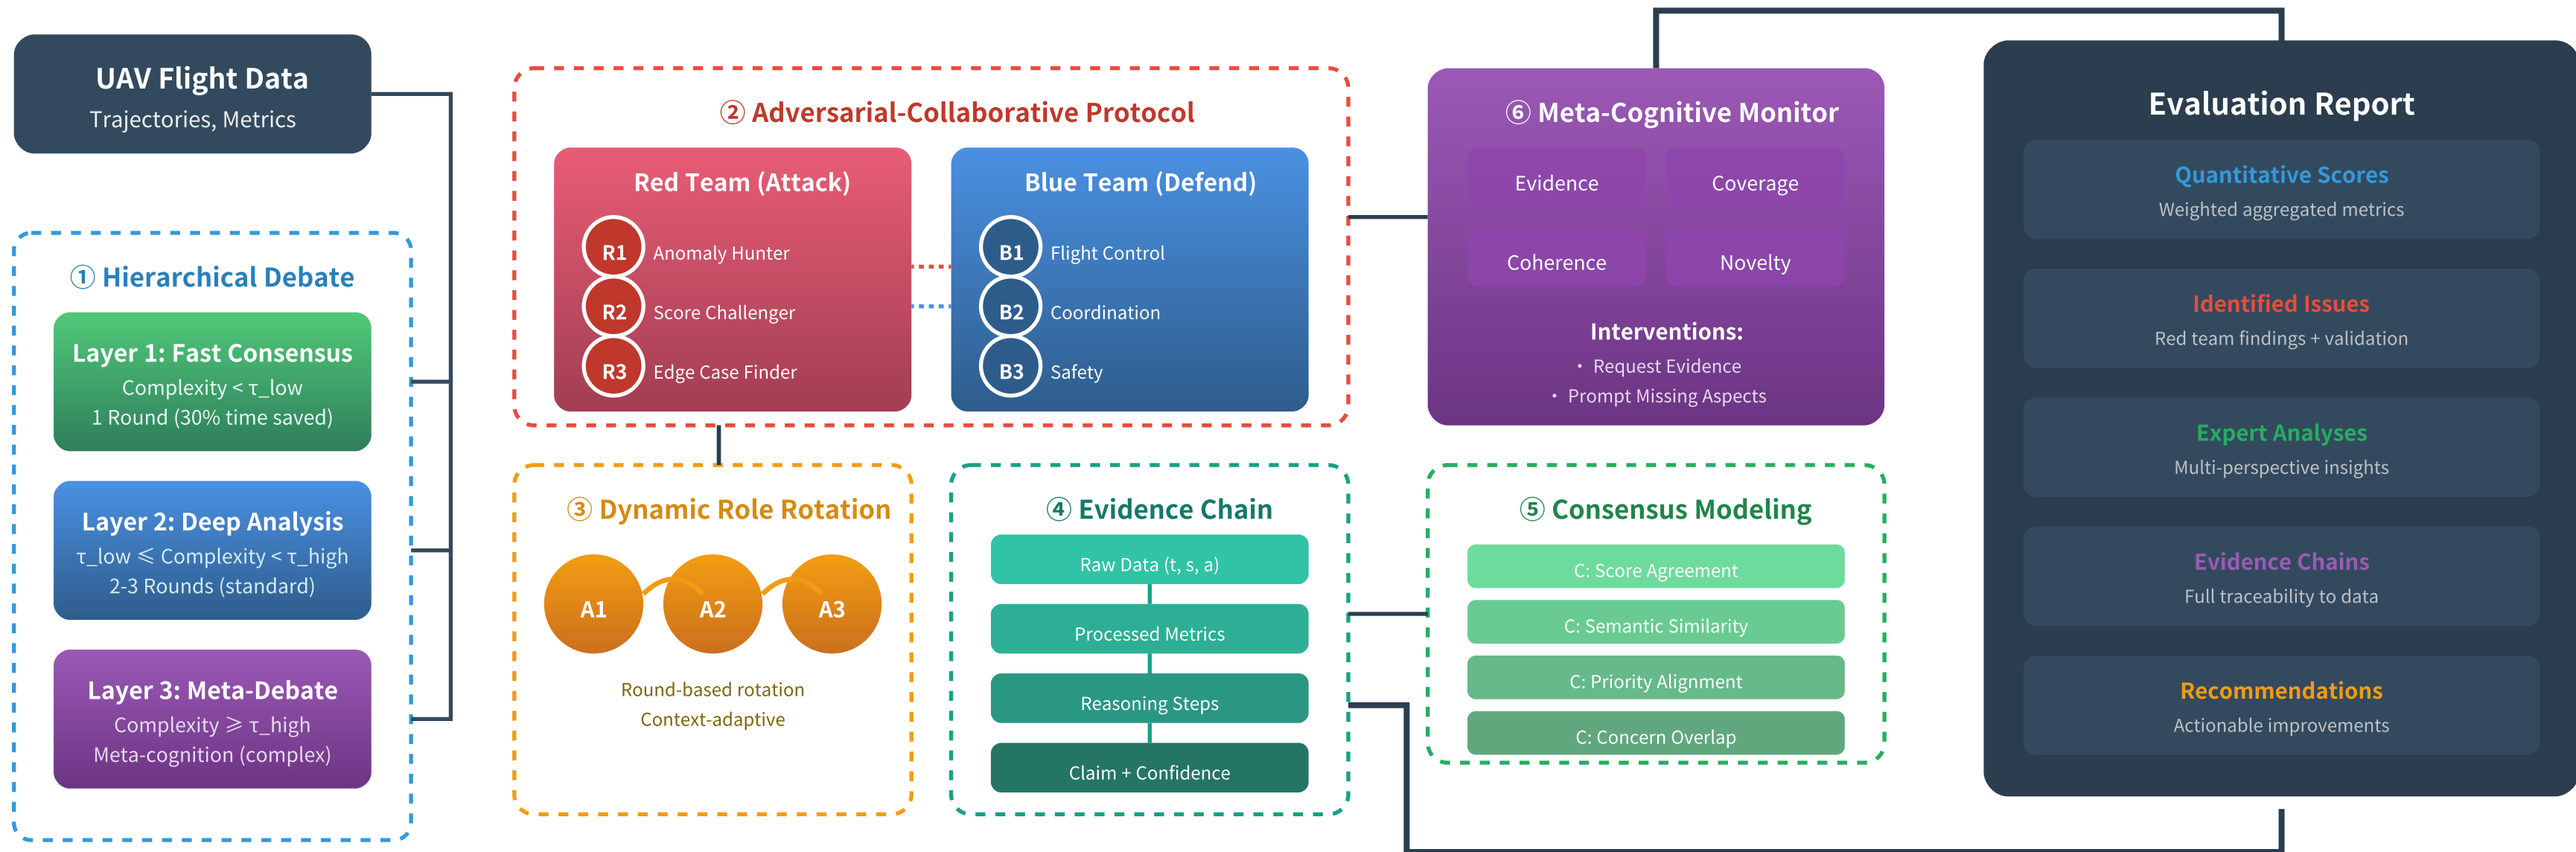 UAV Flight Data
Trajectories, Metrics
① Hierarchical Debate
Layer 1: Fast Consensus
Complexity < τ_low
1 Round (30% time saved)
Layer 2: Deep Analysis
τ_low ⩽ Complexity < τ_high
2-3 Rounds (standard)
Layer 3: Meta-Debate
Complexity ⩾ τ_high
Meta-cognition (complex)
② Adversarial-Collaborative Protocol
Red Team (Attack)
R1 Anomaly Hunter
R2 Score Challenger
R3 Edge Case Finder
Blue Team (Defend)
B1 Flight Control
B2 Coordination
B3 Safety
③ Dynamic Role Rotation
A1 A2 A3
Round-based rotation
Context-adaptive
④ Evidence Chain
Raw Data (t, s, a)
Processed Metrics
Reasoning Steps
Claim + Confidence
⑤ Consensus Modeling
C: Score Agreement
C: Semantic Similarity
C: Priority Alignment
C: Concern Overlap
⑥ Meta-Cognitive Monitor
Evidence Coverage
Coherence Novelty
Interventions:
• Request Evidence
• Prompt Missing Aspects
Evaluation Report
Quantitative Scores
Weighted aggregated metrics
Identified Issues
Red team findings + validation
Expert Analyses
Multi-perspective insights
Evidence Chains
Full traceability to data
Recommendations
Actionable improvements